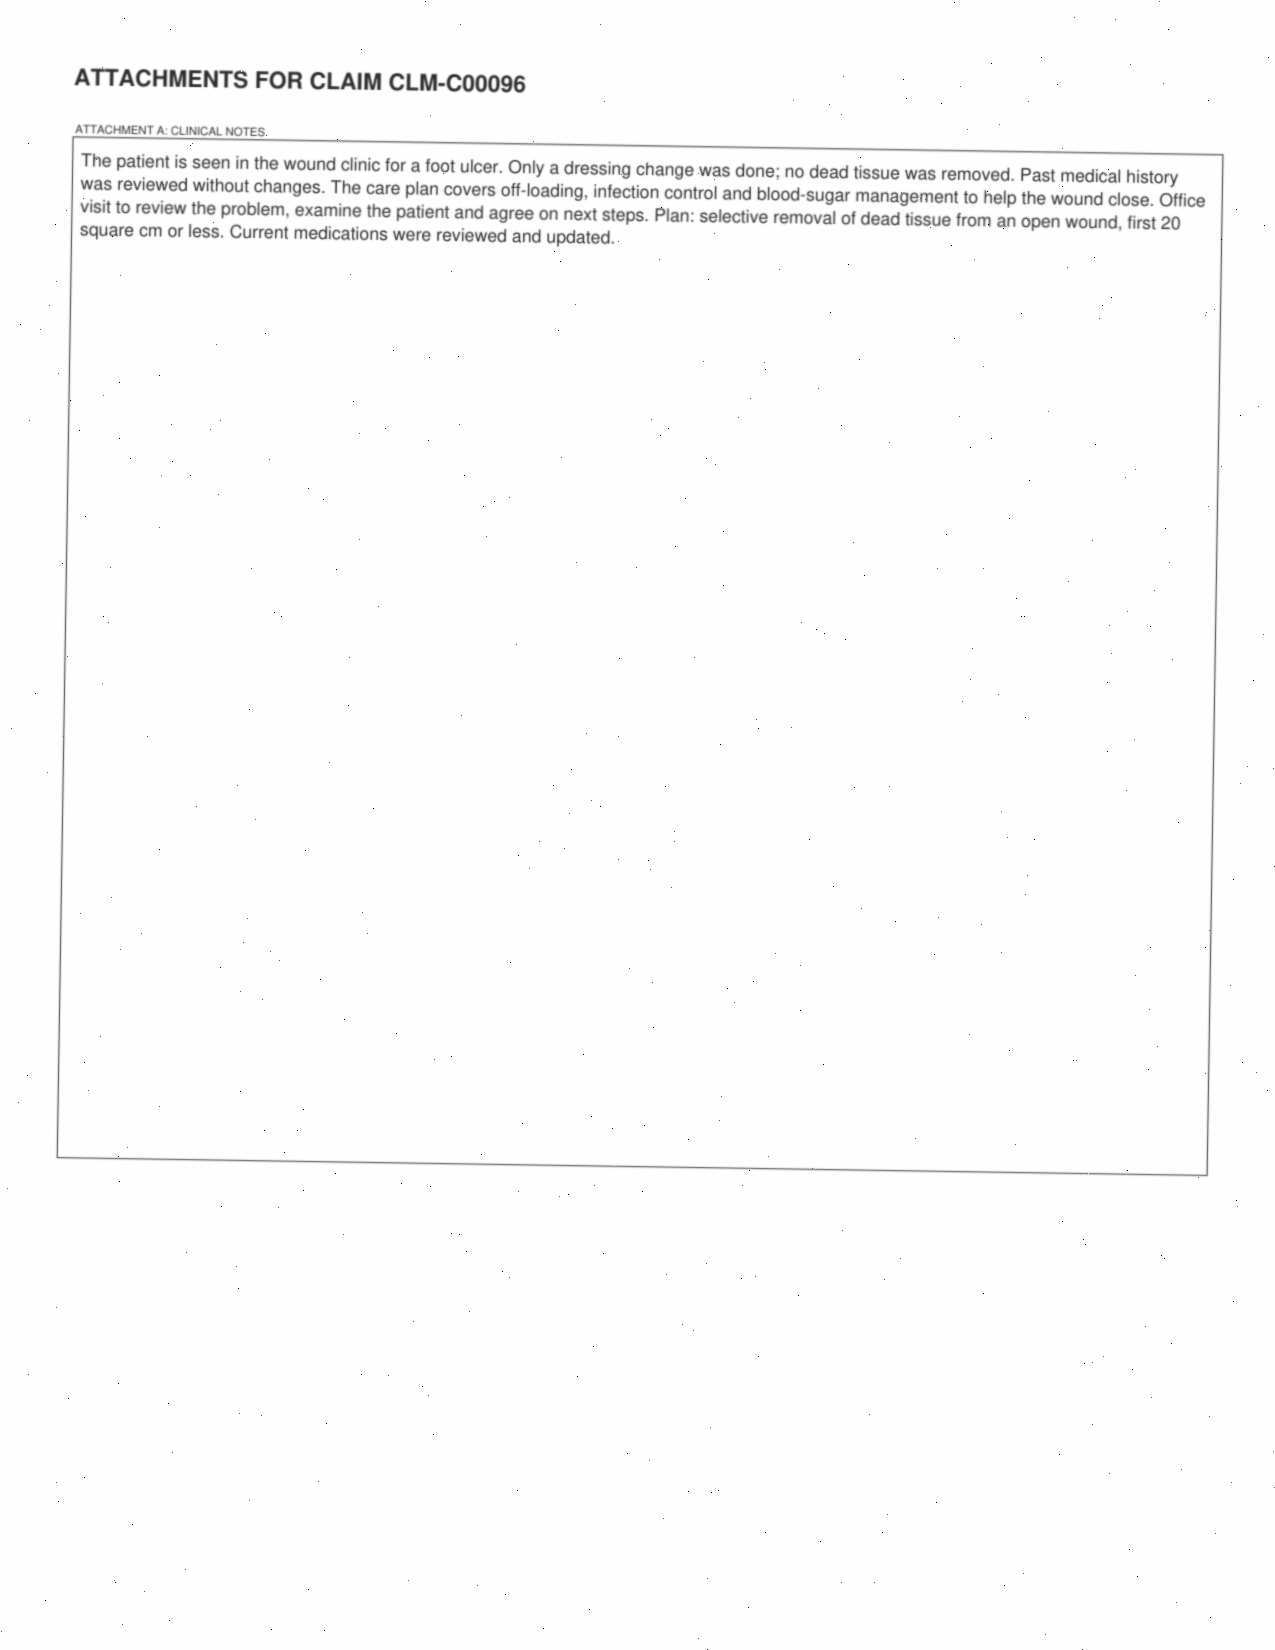 ATTACHMENTS FOR CLAIM CLM-C00096
ATTACHMENT A: CLINICAL NOTES.
The patient is seen in the wound clinic for a foot ulcer. Only a dressing change was done; no dead tissue was removed. Past medical history
was reviewed without changes. The care plan covers off-loading, infection control and blood-sugar management to help the wound close. Office
visit to review the problem, examine the patient and agree on next steps. Plan: selective removal of dead tissue from an open wound, first 20
square cm or less. Current medications were reviewed and updated.